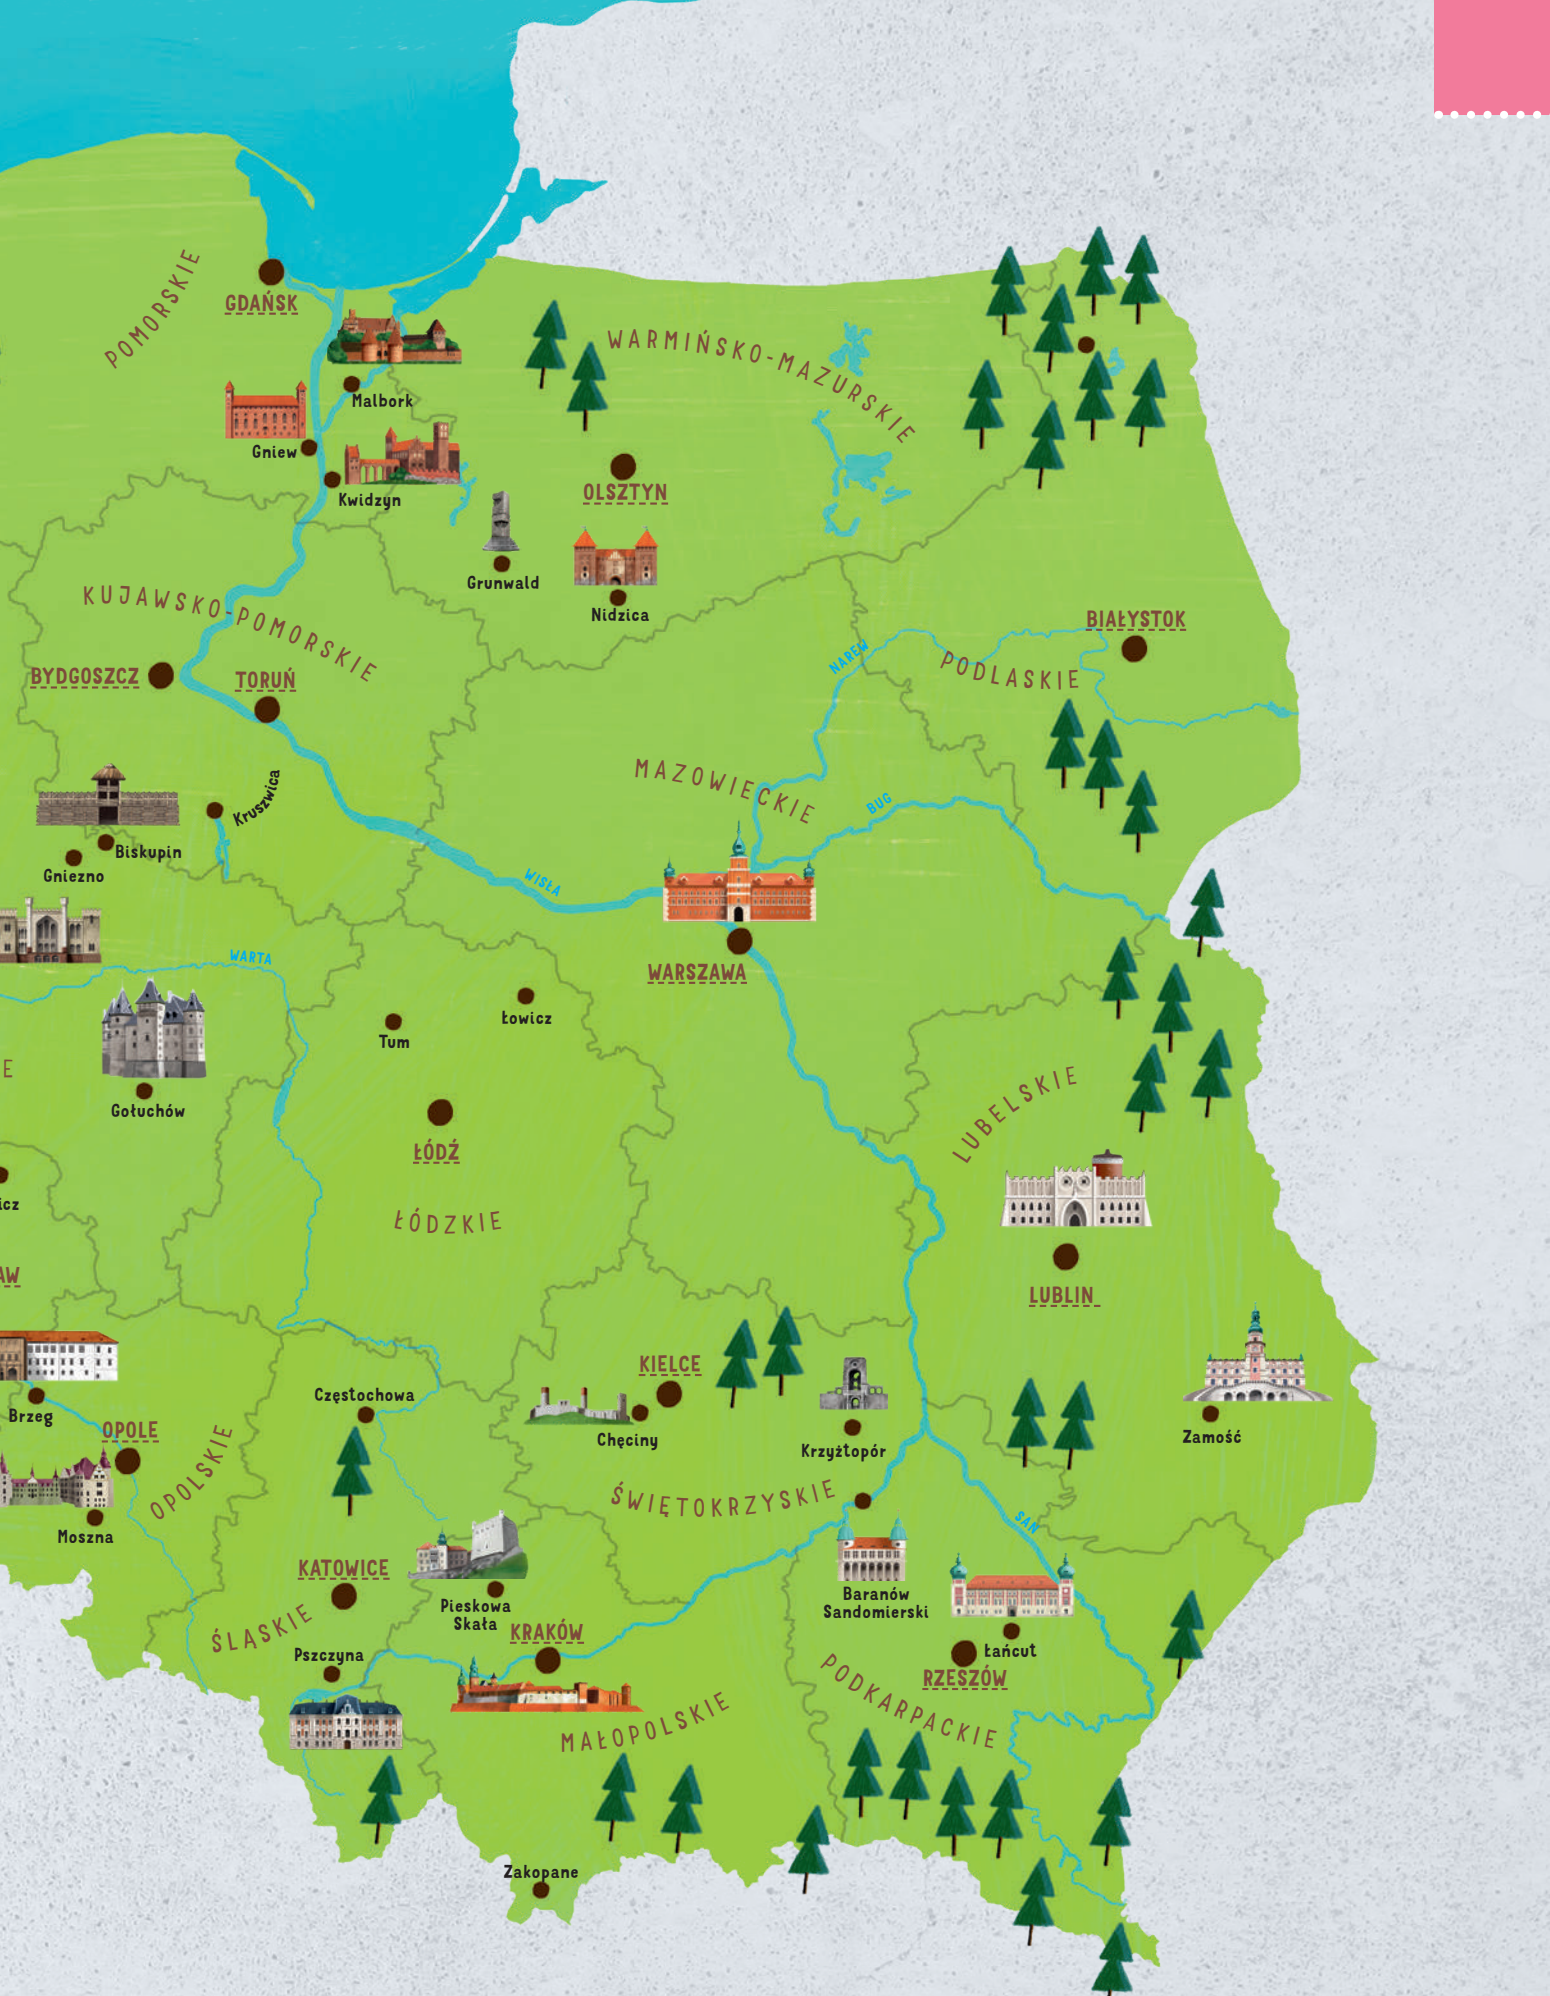 POMORSKIE
GDAŃSK
WARMIŃSKO-MAZURSKIE
Malbork
Gniew
Kwidzyn
OLSZTYN
Grunwald
Nidzica
KUJAWSKO-POMORSKIE
BIAŁYSTOK
NAREW
PODLASKIE
BYDGOSZCZ
TORUŃ
MAZOWIECKIE
Kruszwica
BUG
Biskupin
Gniezno
WISŁA
WARTA
WARSZAWA
Łowicz
Tum
E
Gołuchów
LUBELSKIE
ŁÓDŹ
icz
ŁÓDZKIE
AW
LUBLIN
KIELCE
Częstochowa
Brzeg
OPOLE
Chęciny
Krzyżtopór
Zamość
OPOLSKIE
ŚWIĘTOKRZYSKIE
Moszna
SAN
KATOWICE
Baranów
Sandomierski
Pieskowa
Skała
ŚLĄSKIE
KRAKÓW
Pszczyna
Łańcut
RZESZÓW
PODKARPACKIE
MAŁOPOLSKIE
Zakopane